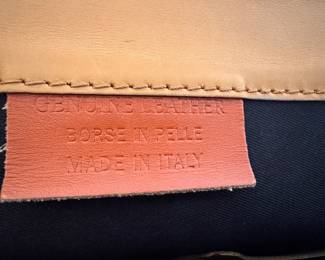 GENUINE LEATHER
BORSE IN PELLE
MADE IN ITALY